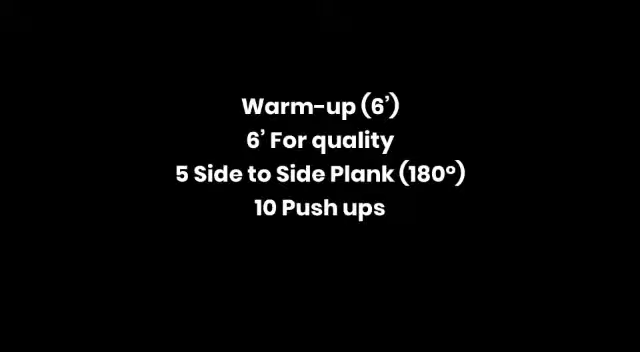 Warm-up (6’)
6’ For quality
5 Side to Side Plank (180°)
10 Push ups